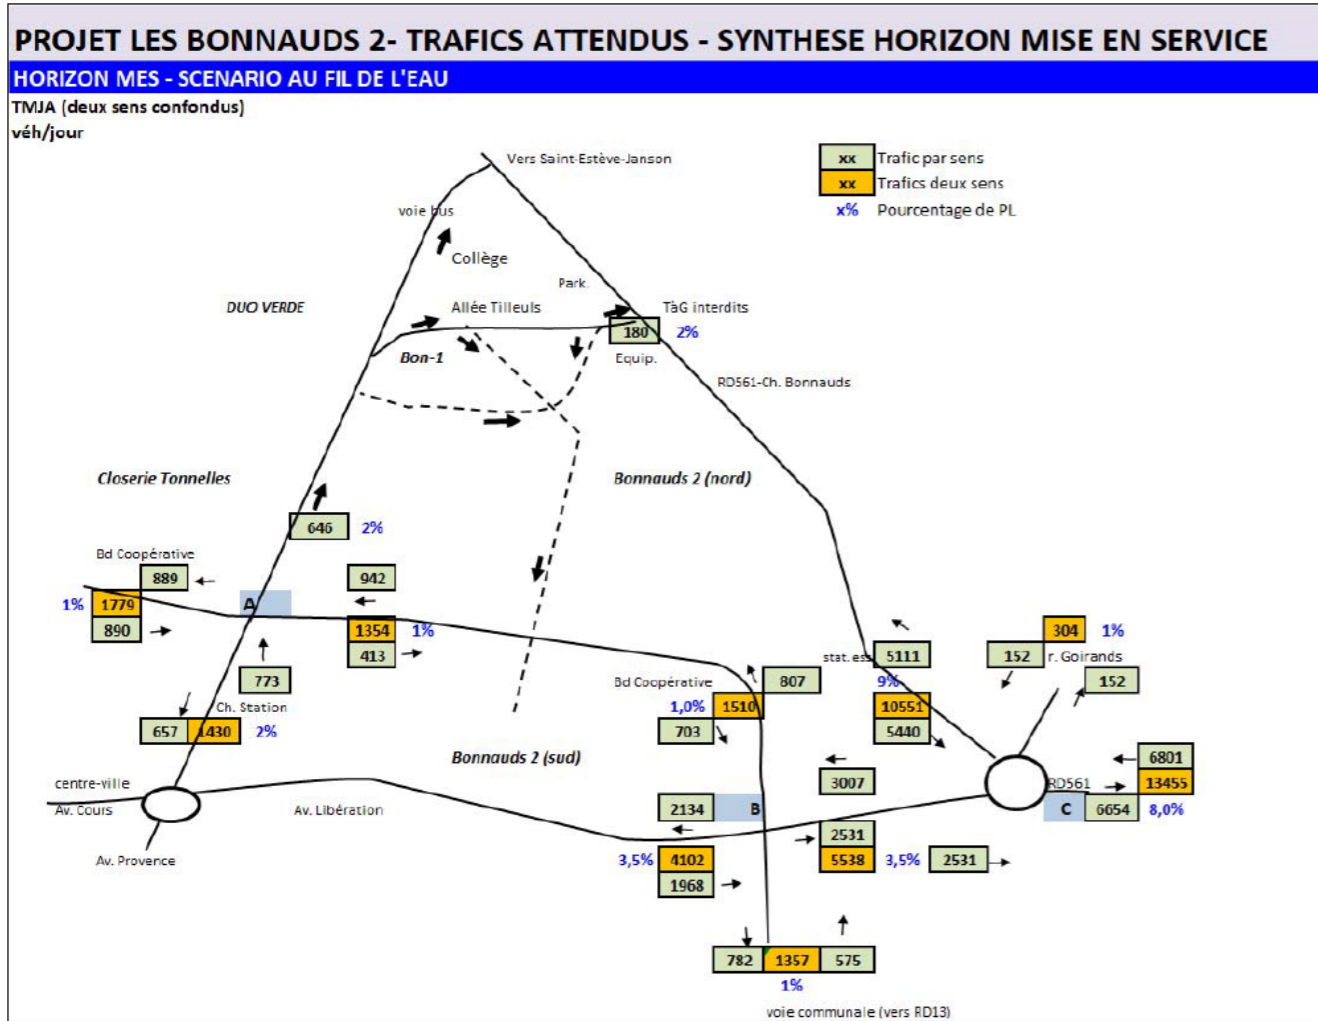 PROJET LES BONNAUDS 2- TRAFICS ATTENDUS - SYNTHESE HORIZON MISE EN SERVICE
HORIZON MES - SCENARIO AU FIL DE L'EAU
TMJA (deux sens confondus)
véh/jour
xx Trafic par sens
xx Trafics deux sens
x% Pourcentage de PL
Vers Saint-Estève-Janson
voie bus
Collège
Park.
DUO VERDE
Allée Tilleuls
TàG interdits
180 2%
Bon-1
Equip.
RD561-Ch. Bonnauds
Closerie Tonnelles
Bonnauds 2 (nord)
646 2%
Bd Coopérative
889
942
1% 1779
A
890
1354 1%
413
304 1%
stat. ess
5111
152 r. Goirands
773
Bd Coopérative
807
9%
152
Ch. Station
1,0% 1510
10551
657 1430 2%
703
5440
Bonnauds 2 (sud)
6801
centre-ville
3007
RD561
13455
Av. Cours
Av. Libération
2134 B
C 6654 8,0%
2531
Av. Provence
3,5% 4102
5538 3,5% 2531
1968
782 1357 575
1%
voie communale (vers RD13)